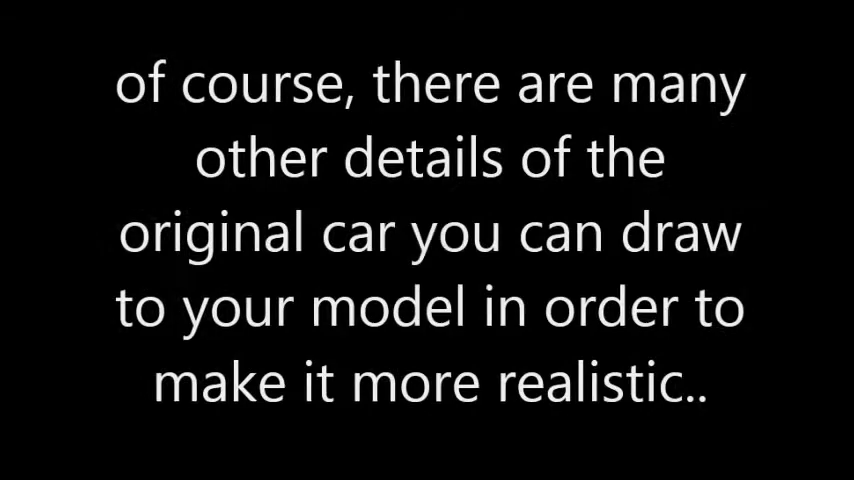 of course, there are many
other details of the
original car you can draw
to your model in order to
make it more realistic..